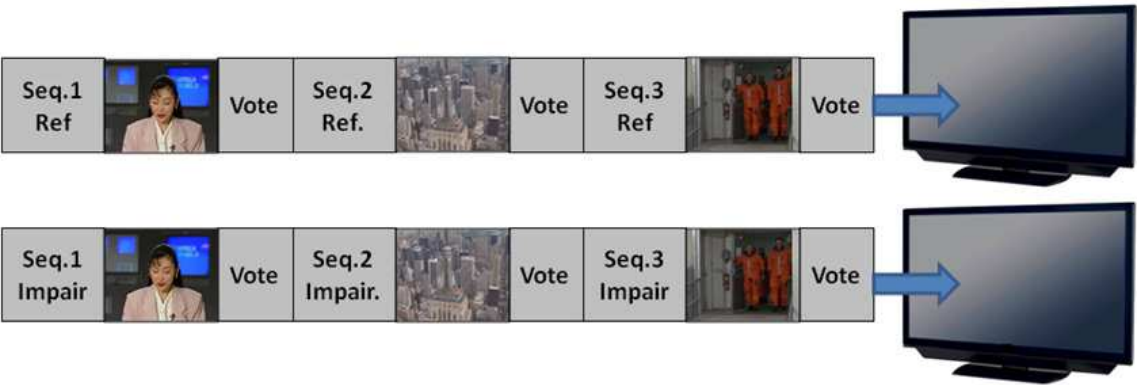 Seq.1
Ref
Vote
Seq.2
Ref.
Vote
Seq.3
Ref
Vote
Seq.1
Impair
Vote
Seq.2
Impair.
Vote
Seq.3
Impair
Vote